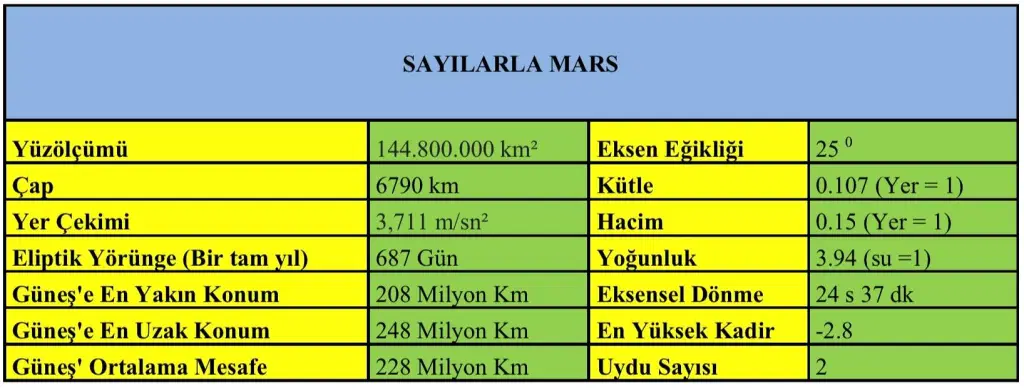 SAYILARLA MARS
Yüzölçümü 144.800.000 km² Eksen Eğikliği 25 ⁰
Çap 6790 km Kütle 0.107 (Yer = 1)
Yer Çekimi 3,711 m/sn² Hacim 0.15 (Yer = 1)
Eliptik Yörünge (Bir tam yıl) 687 Gün Yoğunluk 3.94 (su =1)
Güneş'e En Yakın Konum 208 Milyon Km Eksensel Dönme 24 s 37 dk
Güneş'e En Uzak Konum 248 Milyon Km En Yüksek Kadir -2.8
Güneş' Ortalama Mesafe 228 Milyon Km Uydu Sayısı 2